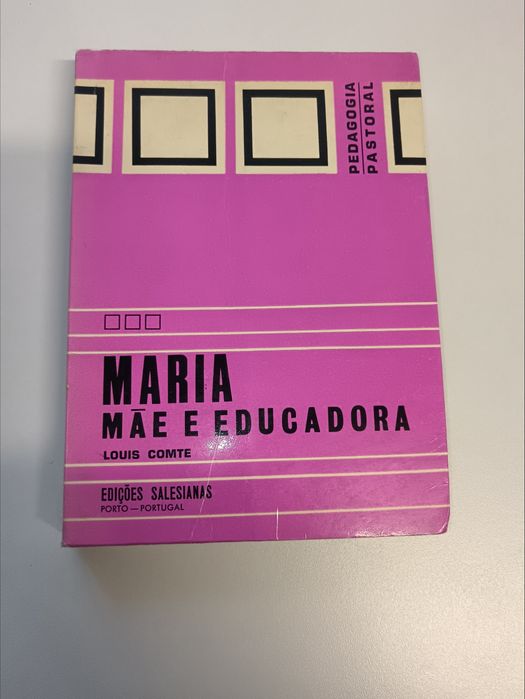 PEDAGOGIA
PASTORAL
MARIA
MÃE E EDUCADORA
LOUIS COMTE
EDIÇÕES SALESIANAS
PORTO — PORTUGAL